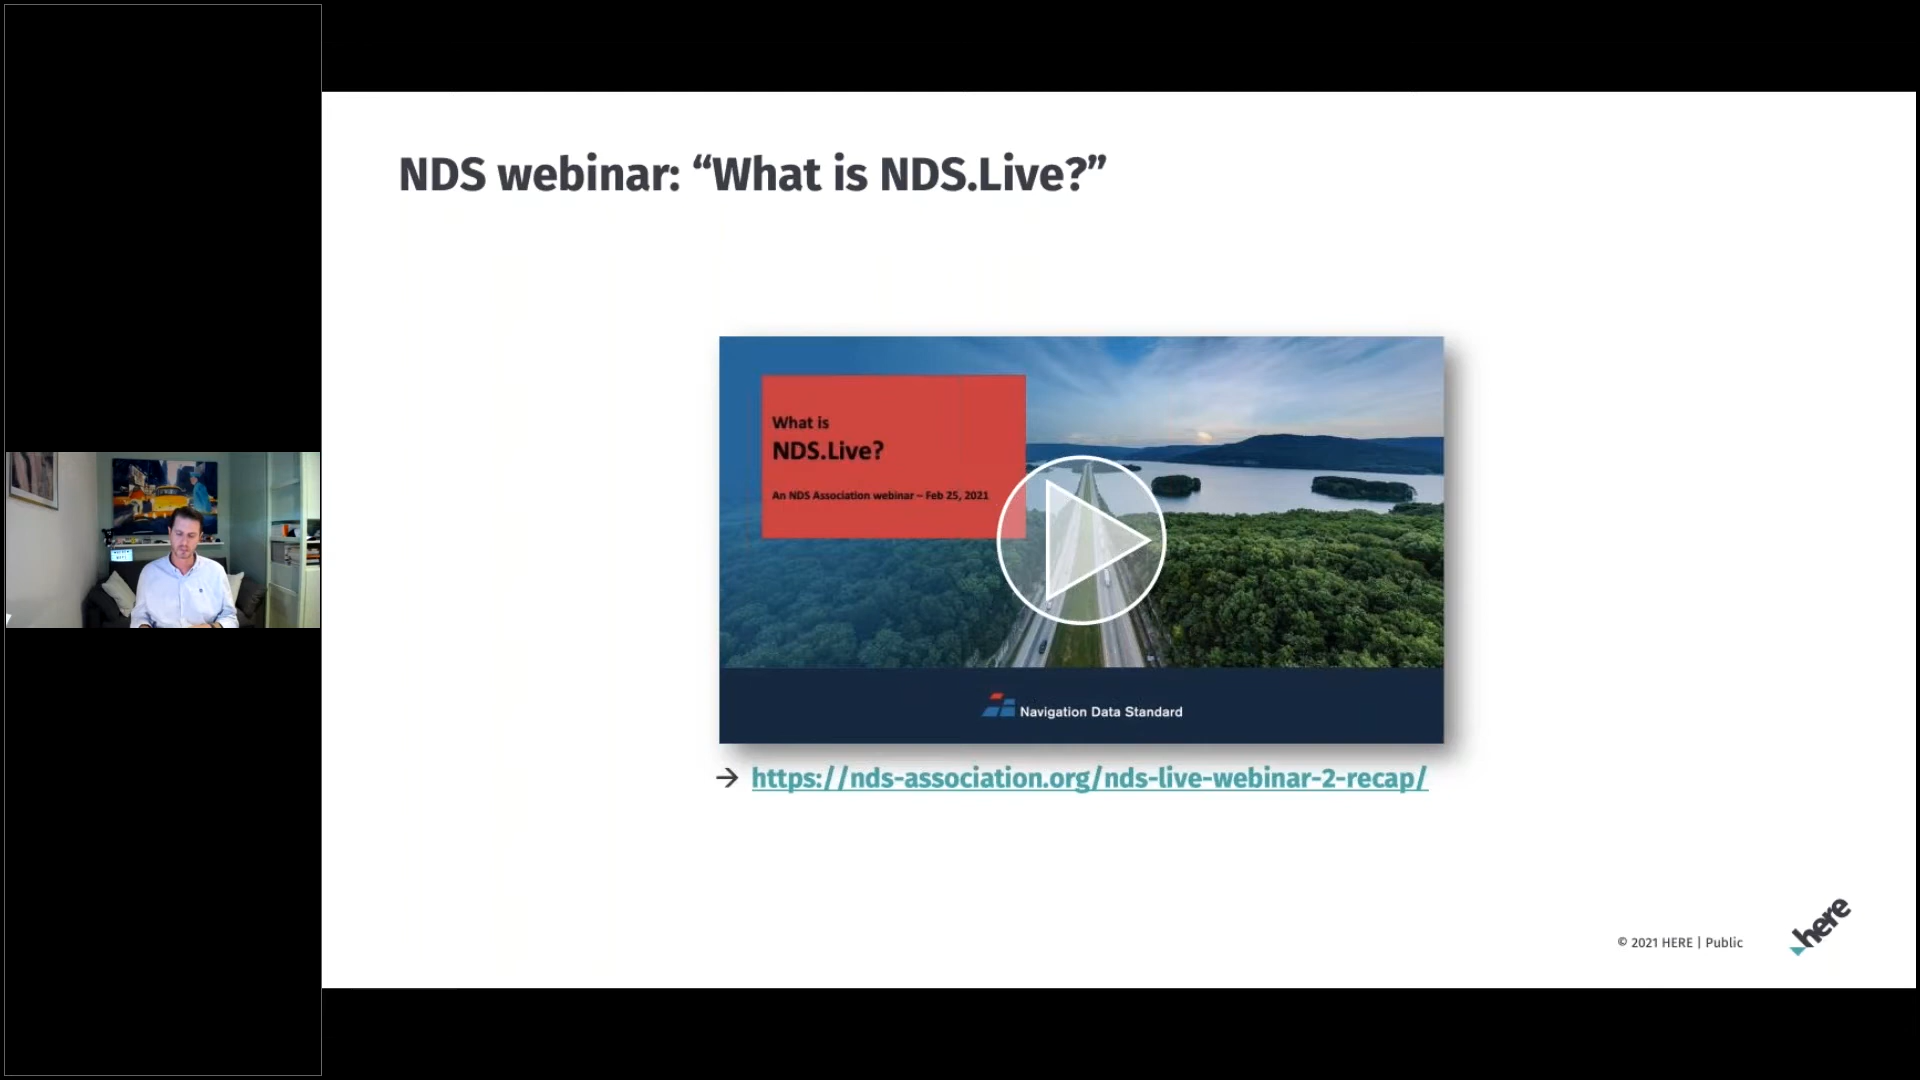 NDS webinar: “What is NDS.Live?”
What is
NDS.Live?
An NDS Association webinar – Feb 25, 2021
Navigation Data Standard
→ https://nds-association.org/nds-live-webinar-2-recap/
© 2021 HERE | Public
here